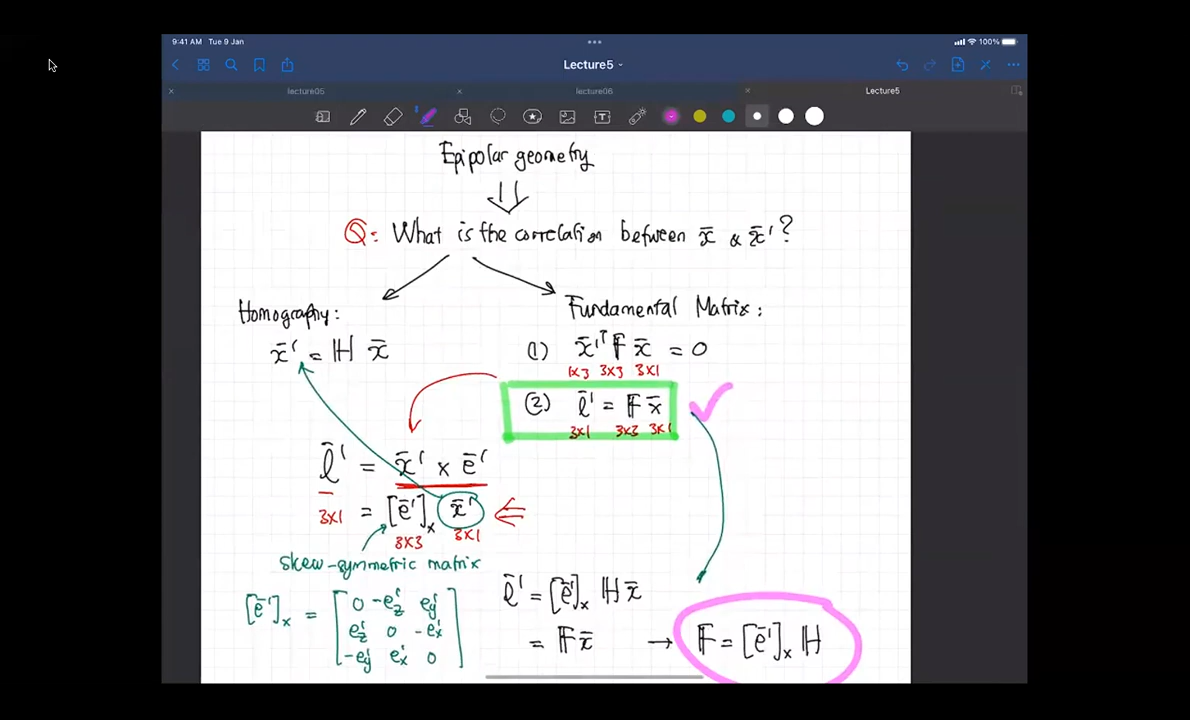 9:41 AM Tue 9 Jan
100%
Lecture5
lecture05
lecture06
Lecture5
Epipolar geometry
⇓
Q: What is the correlation between x̄ & x̄'?
Homography:
x̄' = ℍ x̄
Fundamental Matrix:
(1) x̄'ᵀ 𝔽 x̄ = 0
1x3 3x3 3x1
(2) l̄' = 𝔽 x̄
3x1 3x3 3x1
l̄' = x̄' x ē'
= [ē']ₓ x̄' ⇐
3x1 3x3 3x1
skew-symmetric matrix
[ē']ₓ = [0 -e'z e'y
e'z 0 -e'x
-e'y e'x 0]
l̄' = [ē']ₓ ℍ x̄
= 𝔽 x̄ → 𝔽 = [ē']ₓ ℍ